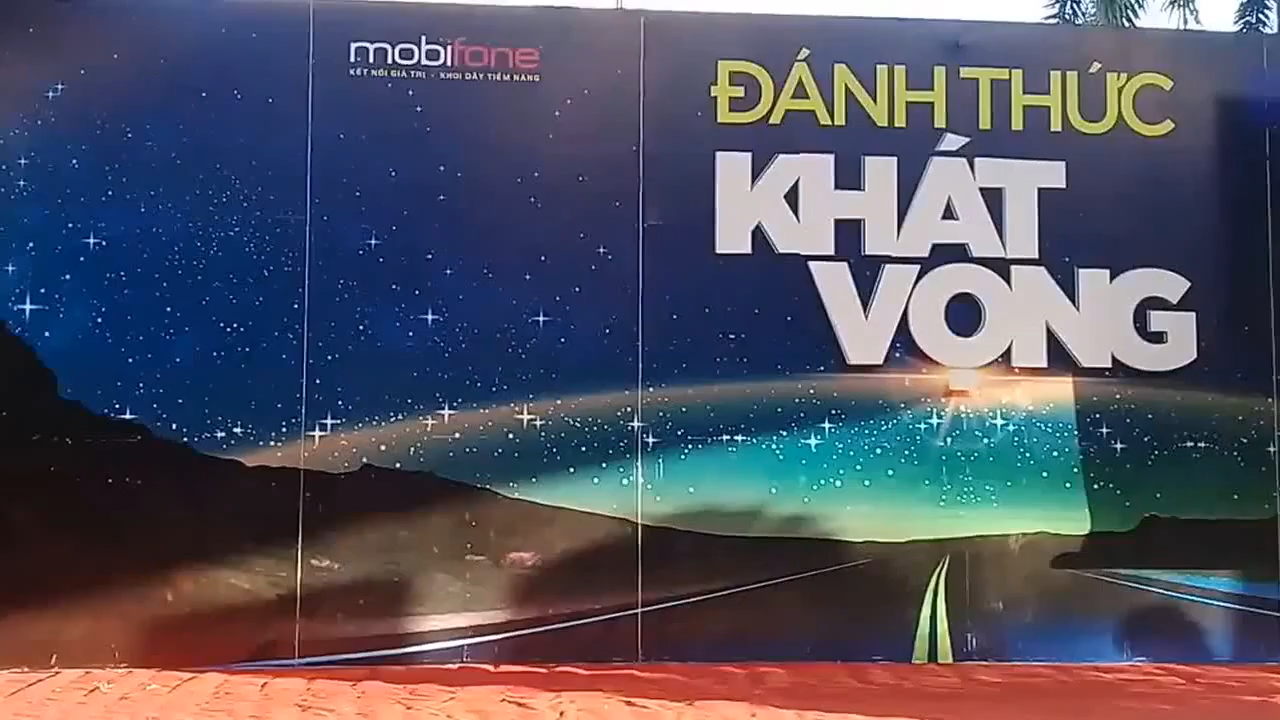 mobifone
KẾT NỐI GIÁ TRỊ - KHƠI DẬY TIỀM NĂNG
ĐÁNH THỨC
KHÁT
VỌNG